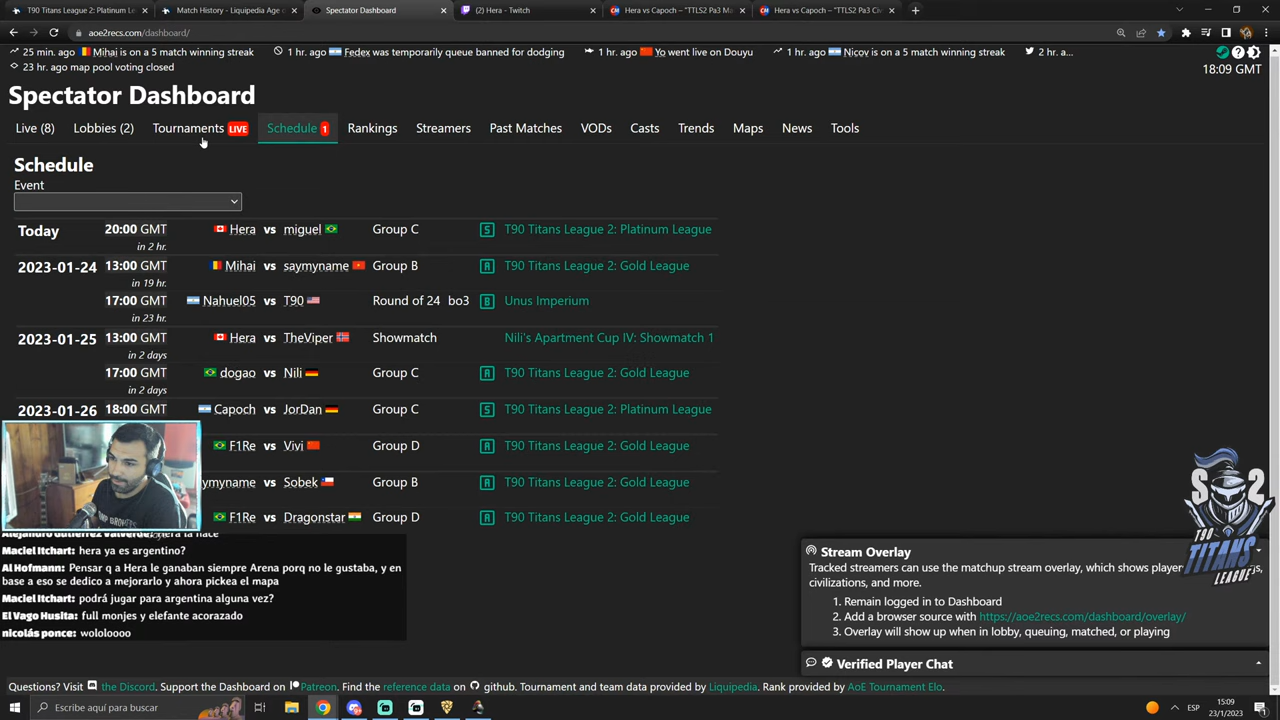 T90 Titans League 2: Platinum Le
Match History - Liquipedia Age o
Spectator Dashboard
(2) Hera - Twitch
Hera vs Capoch – "TTLS2 Pa3 Ma
Hera vs Capoch – "TTLS2 Pa3 Civ
aoe2recs.com/dashboard/
25 min. ago Mihai is on a 5 match winning streak
1 hr. ago Fedex was temporarily queue banned for dodging
1 hr. ago Yo went live on Douyu
1 hr. ago Nicov is on a 5 match winning streak
2 hr. a...
23 hr. ago map pool voting closed
18:09 GMT
Spectator Dashboard
Live (8) Lobbies (2) Tournaments LIVE Schedule 1 Rankings Streamers Past Matches VODs Casts Trends Maps News Tools
Schedule
Event
Today 20:00 GMT Hera vs miguel Group C S T90 Titans League 2: Platinum League
in 2 hr.
2023-01-24 13:00 GMT Mihai vs saymyname Group B A T90 Titans League 2: Gold League
in 19 hr.
17:00 GMT Nahuel05 vs T90 Round of 24 bo3 B Unus Imperium
in 23 hr.
2023-01-25 13:00 GMT Hera vs TheViper Showmatch Nili's Apartment Cup IV: Showmatch 1
in 2 days
17:00 GMT dogao vs Nili Group C A T90 Titans League 2: Gold League
in 2 days
2023-01-26 18:00 GMT Capoch vs JorDan Group C S T90 Titans League 2: Platinum League
F1Re vs Vivi Group D A T90 Titans League 2: Gold League
ymyname vs Sobek Group B A T90 Titans League 2: Gold League
F1Re vs Dragonstar Group D A T90 Titans League 2: Gold League
Maciel Itchart: hera ya es argentino?
Al Hofmann: Pensar q a Hera le ganaban siempre Arena porq no le gustaba, y en
base a eso se dedico a mejorarlo y ahora pickea el mapa
Maciel Itchart: podrá jugar para argentina alguna vez?
El Vago Husita: full monjes y elefante acorazado
nicolás ponce: wololoooo
S 2
T90
TITANS
LEAGUE
Stream Overlay
Tracked streamers can use the matchup stream overlay, which shows player
civilizations, and more.
1. Remain logged in to Dashboard
2. Add a browser source with https://aoe2recs.com/dashboard/overlay/
3. Overlay will show up when in lobby, queuing, matched, or playing
Verified Player Chat
Questions? Visit the Discord. Support the Dashboard on Patreon. Find the reference data on github. Tournament and team data provided by Liquipedia. Rank provided by AoE Tournament Elo.
Escribe aquí para buscar
ESP
15:09
23/1/2023